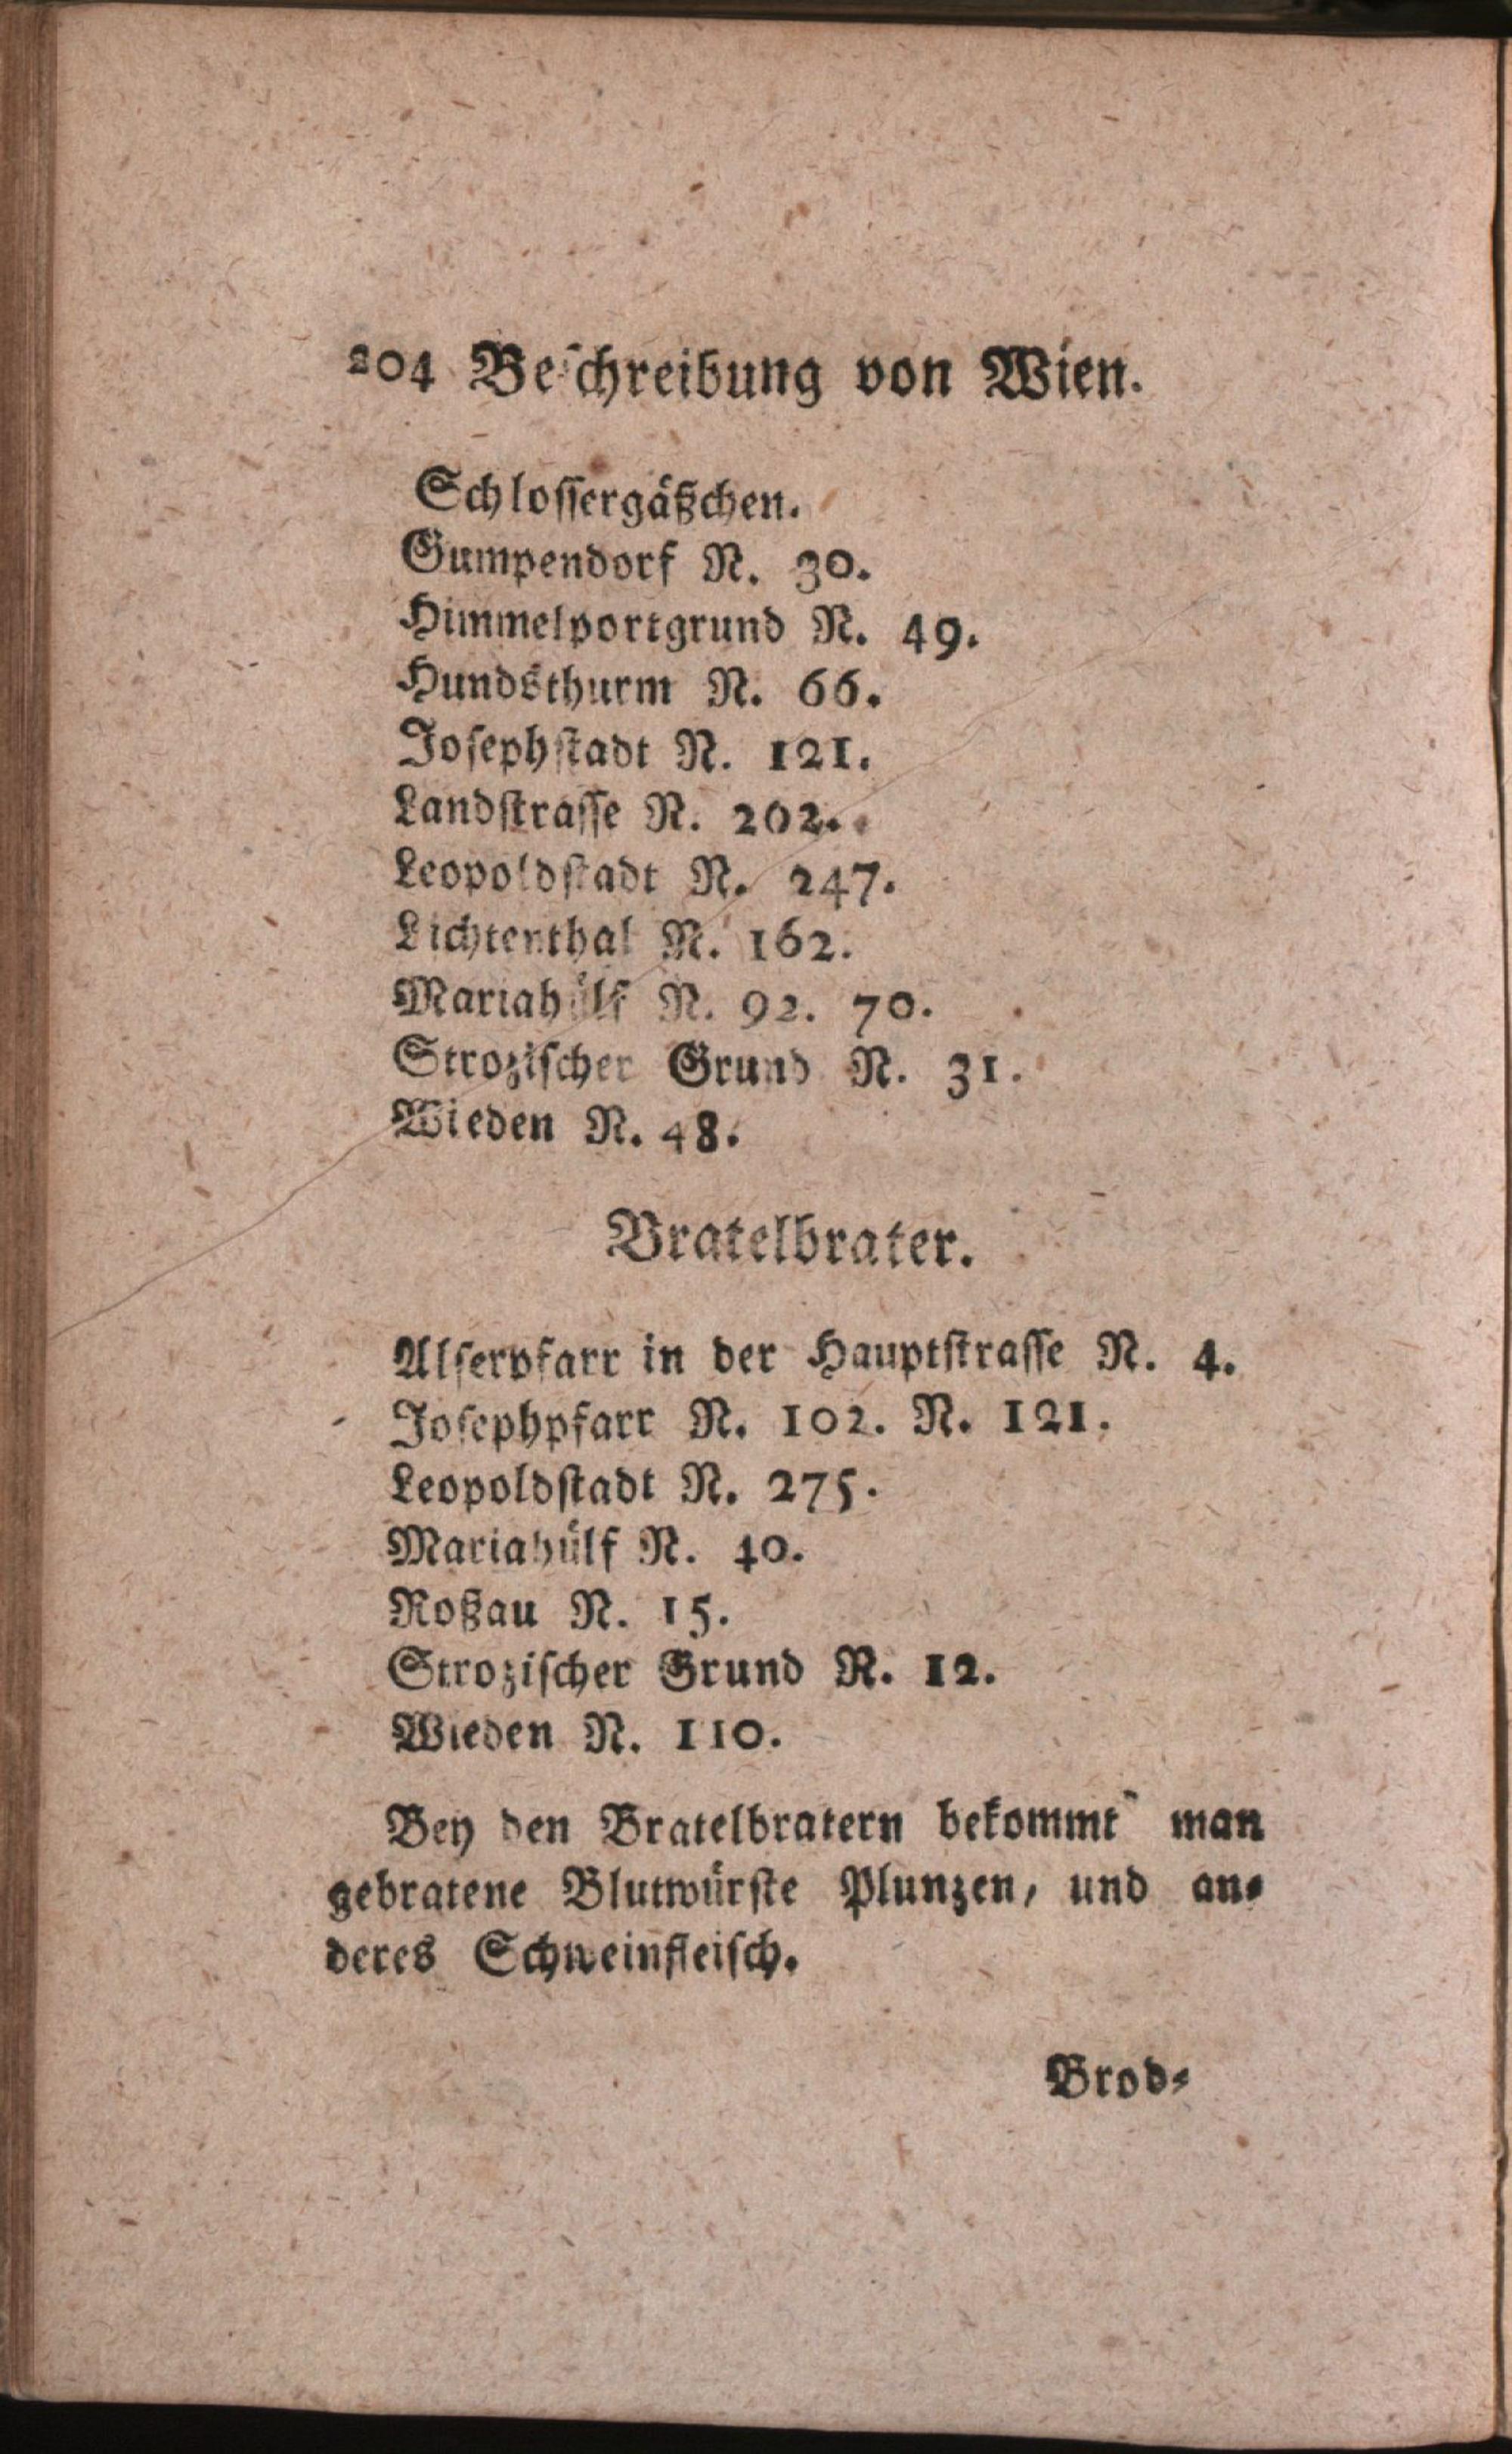 204 Beschreibung von Wien.
Schlossergäßchen.
Gumpendorf N. 30.
Himmelportgrund N. 49.
Hundsthurm N. 66.
Josephstadt N. 121.
Landstrasse N. 202.
Leopoldstadt N. 247.
Lichtenthal N. 162.
Mariahülf N. 92. 70.
Strozischer Grund N. 31.
Wieden N. 48.
Bratelbrater.
Alserpfarr in der Hauptstrasse N. 4.
Josephpfarr N. 102. N. 121.
Leopoldstadt N. 275.
Mariahülf N. 40.
Roßau N. 15.
Strozischer Grund N. 12.
Wieden N. 110.
Bey den Bratelbratern bekommt man
gebratene Blutwürste Plunzen, und an-
deres Schweinfleisch.
Brod-